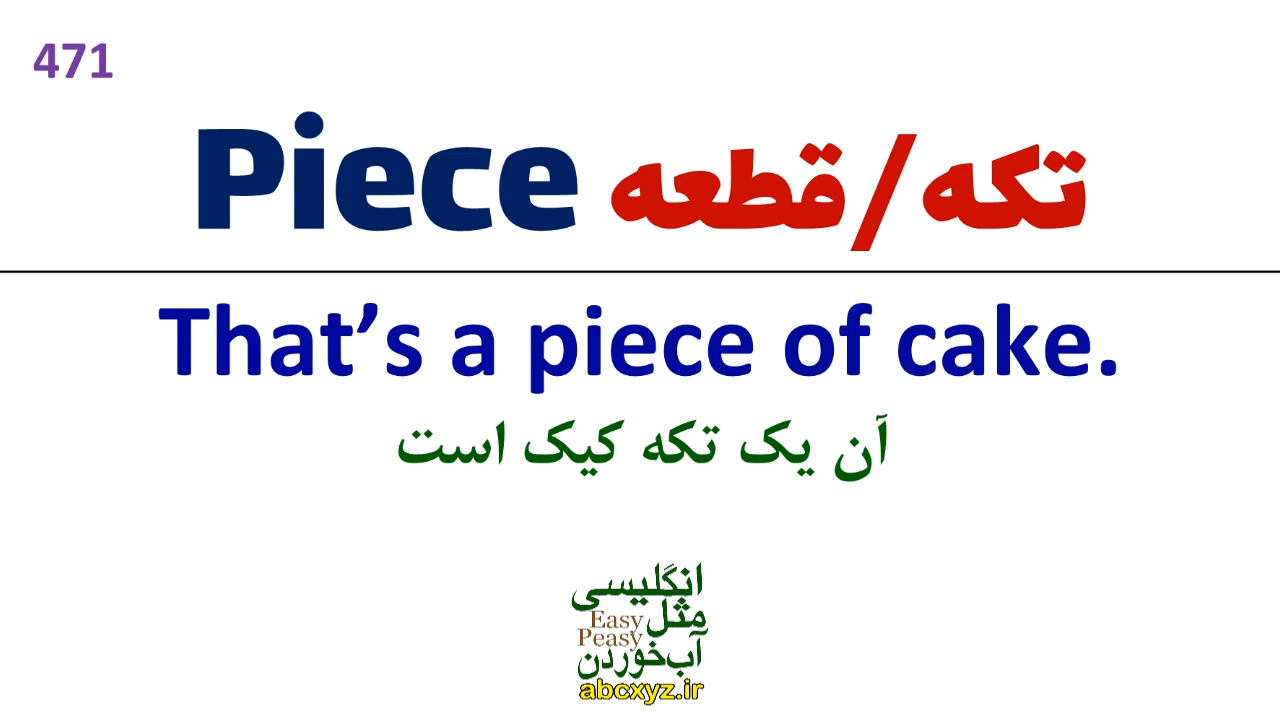 471
Piece تکه/قطعه
That’s a piece of cake.
آن یک تکه کیک است
انگلیسی
مثل
Easy
Peasy
آب‌خوردن
abcxyz.ir